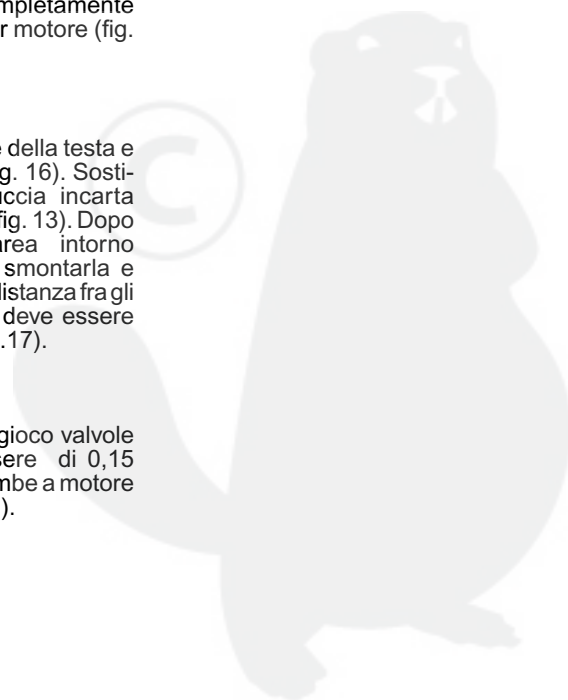 mpletamente
r motore (fig.
e della testa e
g. 16). Sosti-
uccia incarta
fig. 13). Dopo
area intorno
smontarla e
distanza fra gli
deve essere
.17).
gioco valvole
sere di 0,15
mbe a motore
).
©